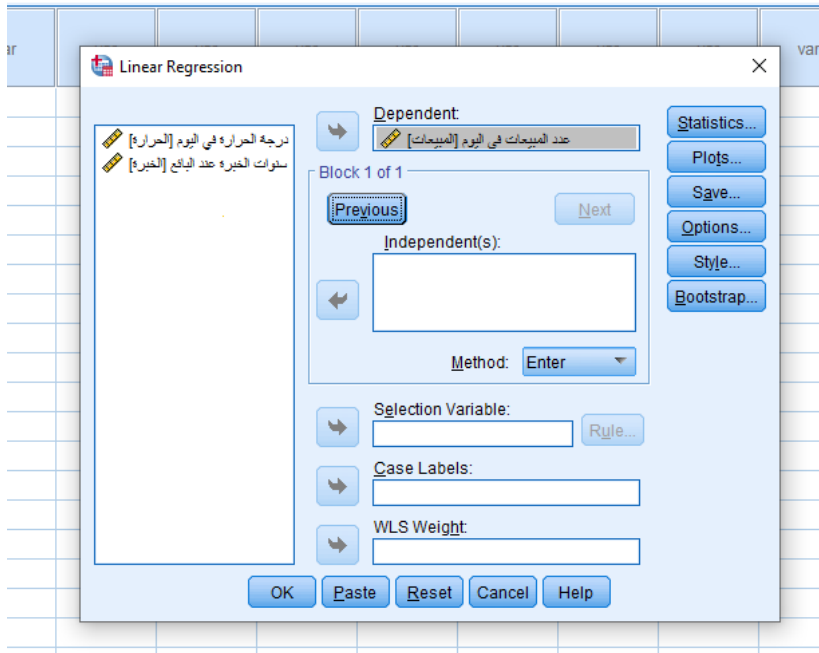 ar
var
Linear Regression
درجة الحرارة في اليوم [الحرارة]
سنوات الخبرة عند البائع [الخبرة]
Dependent:
عدد المبيعات في اليوم [المبيعات]
Block 1 of 1
Previous
Next
Independent(s):
Method: Enter
Selection Variable:
Rule...
Case Labels:
WLS Weight:
Statistics...
Plots...
Save...
Options...
Style...
Bootstrap...
OK Paste Reset Cancel Help